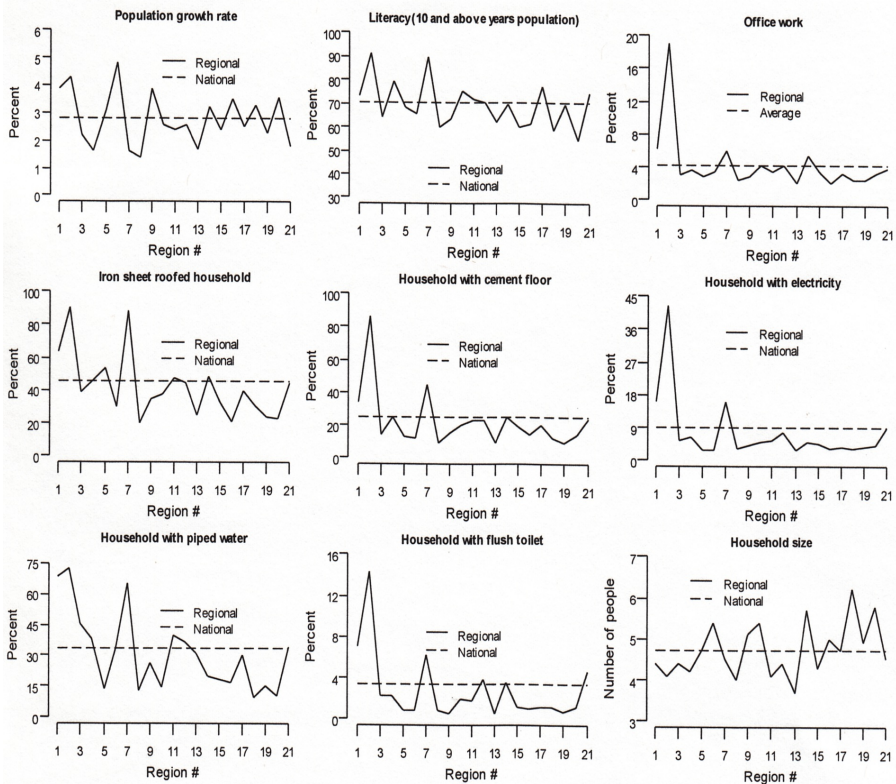 Population growth rate
6
5
4
3
2
1
0
Percent
Regional
National
1 3 5 7 9 11 13 15 17 19 21
Region #
Literacy(10 and above years population)
100
90
80
70
60
50
40
30
Percent
Regional
National
1 3 5 7 9 11 13 15 17 19 21
Region #
Office work
20
16
12
8
4
0
Percent
Regional
Average
1 3 5 7 9 11 13 15 17 19 21
Region #
Iron sheet roofed household
100
80
60
40
20
0
Percent
Regional
National
1 3 5 7 9 11 13 15 17 19 21
Region #
Household with cement floor
100
80
60
40
20
0
Percent
Regional
National
1 3 5 7 9 11 13 15 17 19 21
Region #
Household with electricity
45
36
27
18
9
0
Percent
Regional
National
1 3 5 7 9 11 13 15 17 19 21
Region #
Household with piped water
75
60
45
30
15
0
Percent
Regional
National
1 3 5 7 9 11 13 15 17 19 21
Region #
Household with flush toilet
16
12
8
4
0
Percent
Regional
National
1 3 5 7 9 11 13 15 17 19 21
Region #
Household size
7
6
5
4
3
Number of people
Regional
National
1 3 5 7 9 11 13 15 17 19 21
Region #